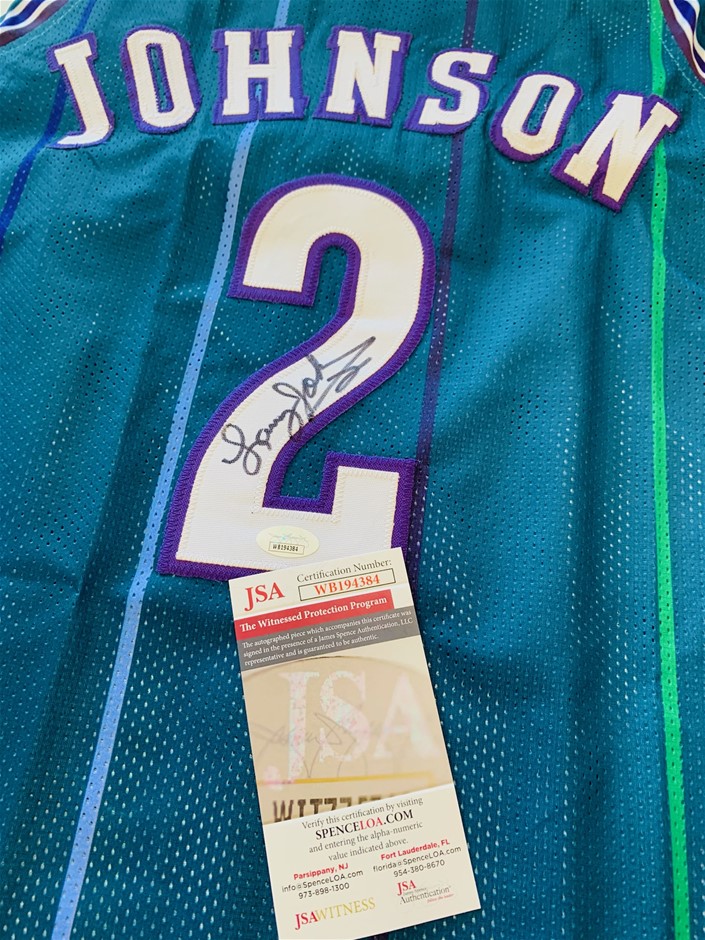 JOHNSON
2
Larry Johnson
WB194384
JSA
Certification Number:
WB194384
The Witnessed Protection Program
The autographed piece which accompanies this certificate was
signed in the presence of a James Spence Authentication, LLC
representative and is guaranteed to be authentic.
JSA
Verify this certification by visiting
SPENCELOA.COM
and entering the alpha-numeric
value indicated above.
Parsippany, NJ
info@SpenceLOA.com
973-898-1300
Fort Lauderdale, FL
florida@SpenceLOA.com
954-380-8670
JSAWITNESS
JSA
Authentication